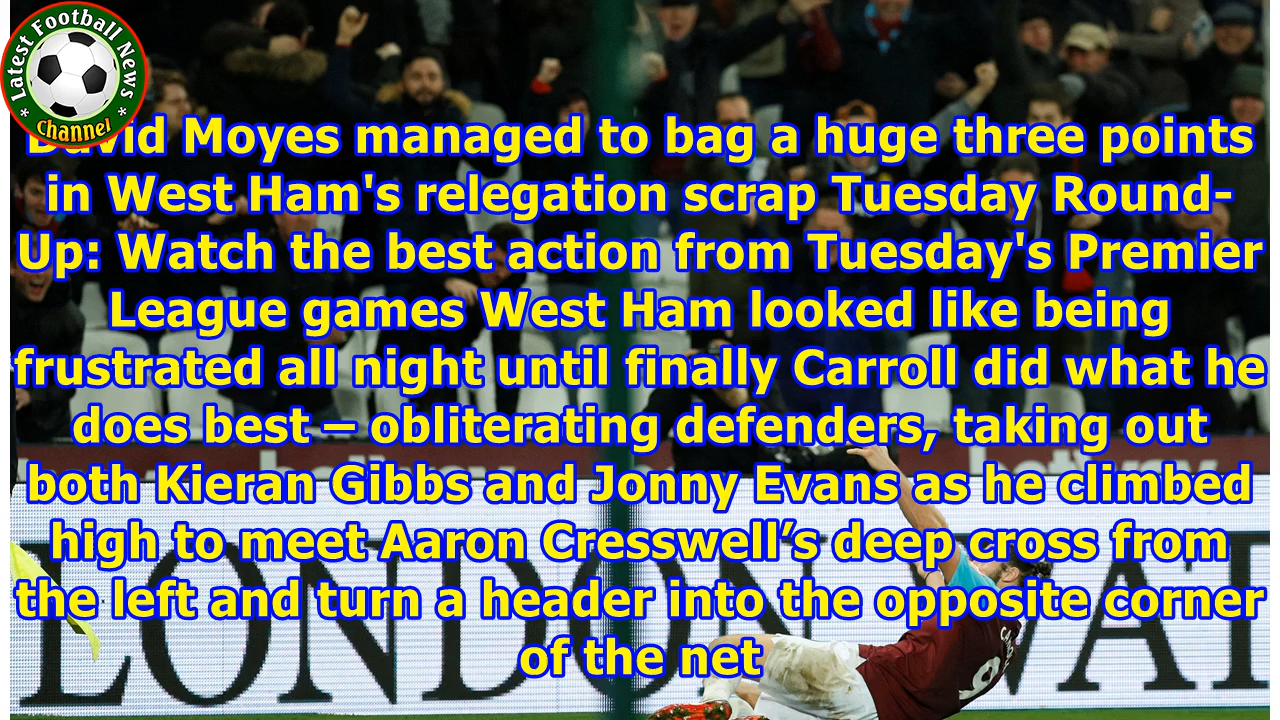 Latest Football News
* Channel *
David Moyes managed to bag a huge three points
in West Ham's relegation scrap Tuesday Round-
Up: Watch the best action from Tuesday's Premier
League games West Ham looked like being
frustrated all night until finally Carroll did what he
does best – obliterating defenders, taking out
both Kieran Gibbs and Jonny Evans as he climbed
high to meet Aaron Cresswell’s deep cross from
the left and turn a header into the opposite corner
of the net
LONDON WAT
9